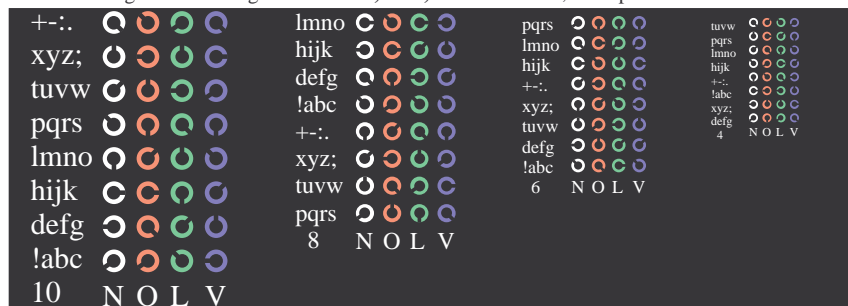 +-:.
xyz;
tuvw
pqrs
lmno
hijk
defg
!abc
10 N O L V
lmno
hijk
defg
!abc
+-:.
xyz;
tuvw
pqrs
8 N O L V
pqrs
lmno
hijk
+-:.
xyz;
tuvw
defg
!abc
6 N O L V
tuvw
pqrs
lmno
hijk
+-:.
!abc
xyz;
defg
4 N O L V